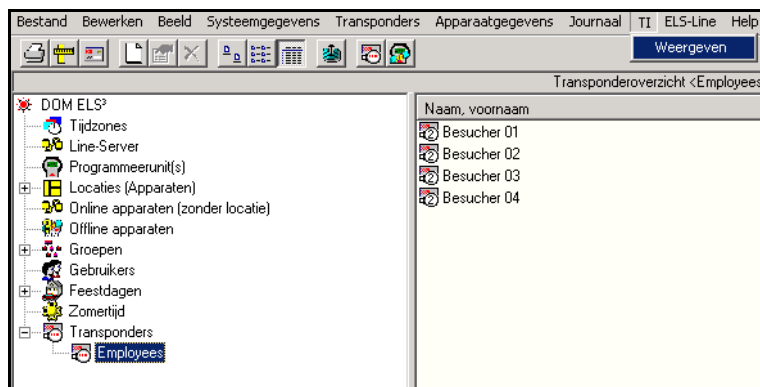 Bestand Bewerken Beeld Systeemgegevens Transponders Apparaatgegevens Journaal TI ELS-Line Help
Weergeven
Transponderoverzicht <Employees
DOM ELS³
Tijdzones
Line-Server
Programmeerunit(s)
Locaties (Apparaten)
Online apparaten (zonder locatie)
Offline apparaten
Groepen
Gebruikers
Feestdagen
Zomertijd
Transponders
Employees
Naam, voornaam
Besucher 01
Besucher 02
Besucher 03
Besucher 04